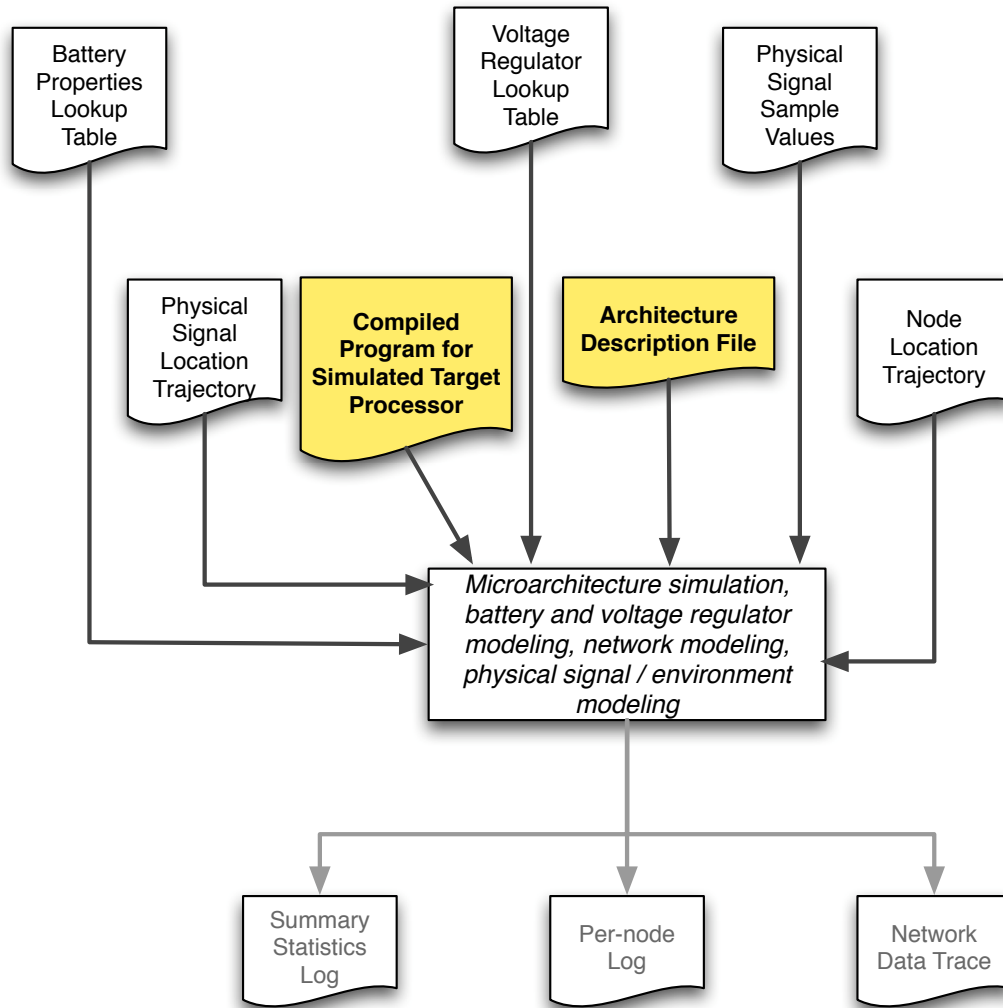 Battery
Properties
Lookup
Table
Voltage
Regulator
Lookup
Table
Physical
Signal
Sample
Values
Physical
Signal
Location
Trajectory
Compiled
Program for
Simulated Target
Processor
Architecture
Description File
Node
Location
Trajectory
Microarchitecture simulation,
battery and voltage regulator
modeling, network modeling,
physical signal / environment
modeling
Summary
Statistics
Log
Per-node
Log
Network
Data Trace